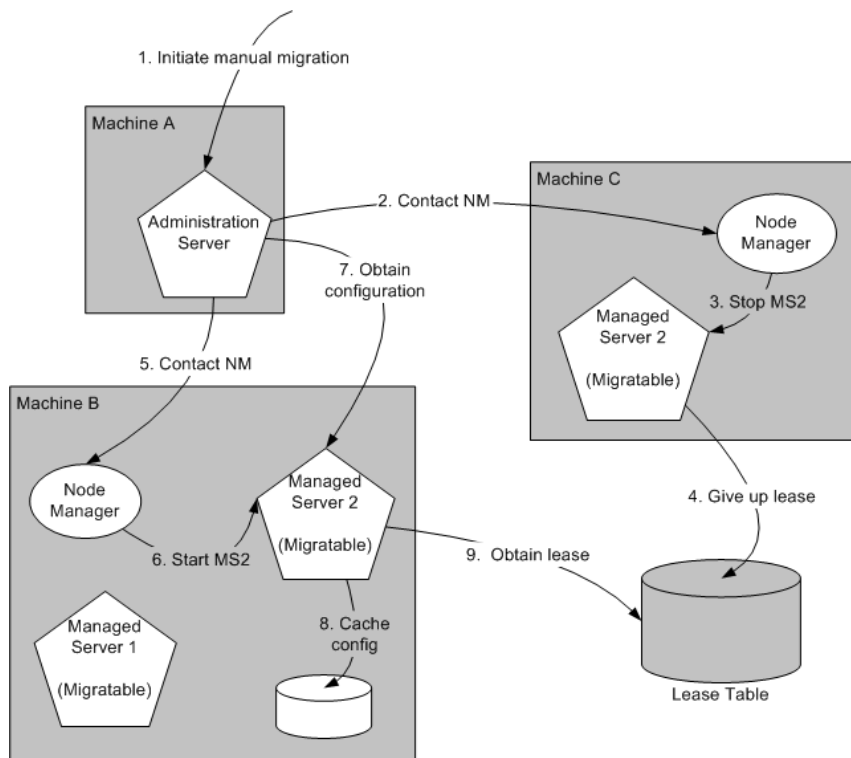 1. Initiate manual migration
Machine A
Administration
Server
2. Contact NM
Machine C
Node
Manager
7. Obtain
configuration
3. Stop MS2
Managed
Server 2
(Migratable)
5. Contact NM
Machine B
Node
Manager
Managed
Server 2
(Migratable)
4. Give up lease
6. Start MS2
9. Obtain lease
Managed
Server 1
(Migratable)
8. Cache
config
Lease Table